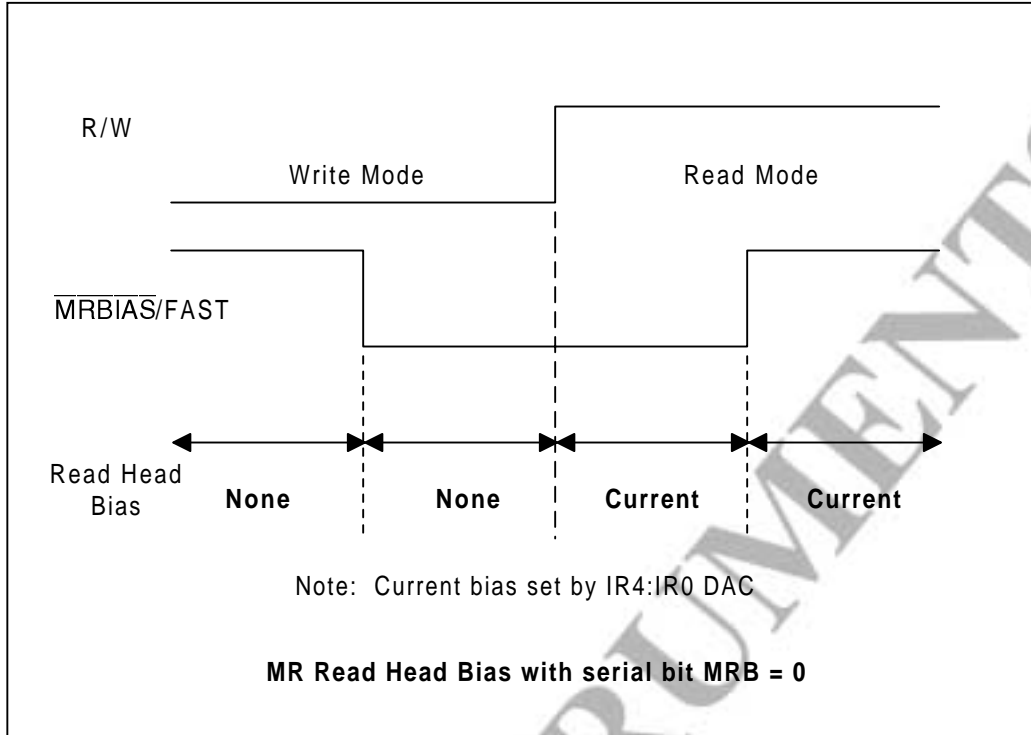 R/W
Write Mode
Read Mode
MRBIAS/FAST
Read Head
Bias
None
None
Current
Current
Note: Current bias set by IR4:IR0 DAC
MR Read Head Bias with serial bit MRB = 0